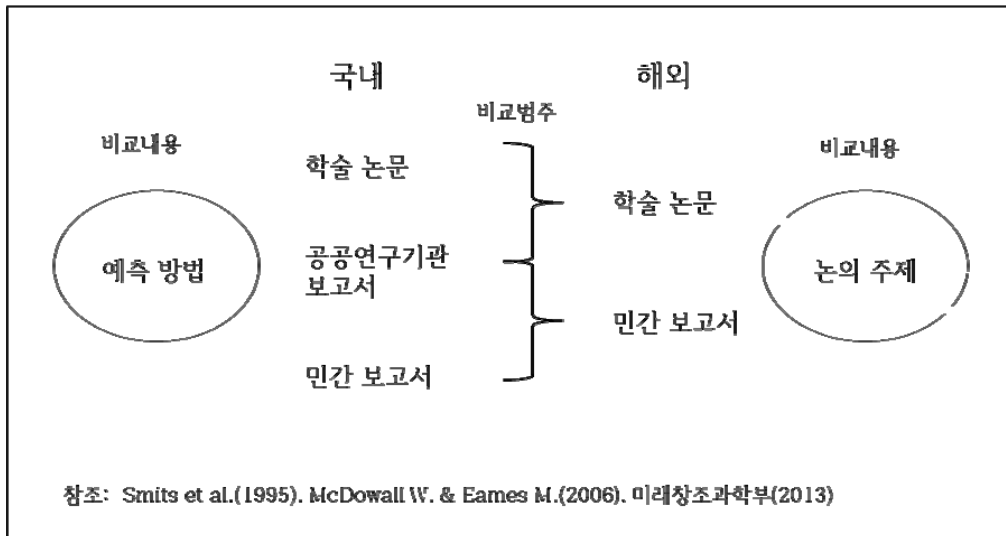 국내
해외
비교범주
비교내용
비교내용
학술 논문
학술 논문
예측 방법
공공연구기관
보고서
논의 주제
민간 보고서
민간 보고서
참조: Smits et al.(1995). McDowall W. & Eames M.(2006). 미래창조과학부(2013)